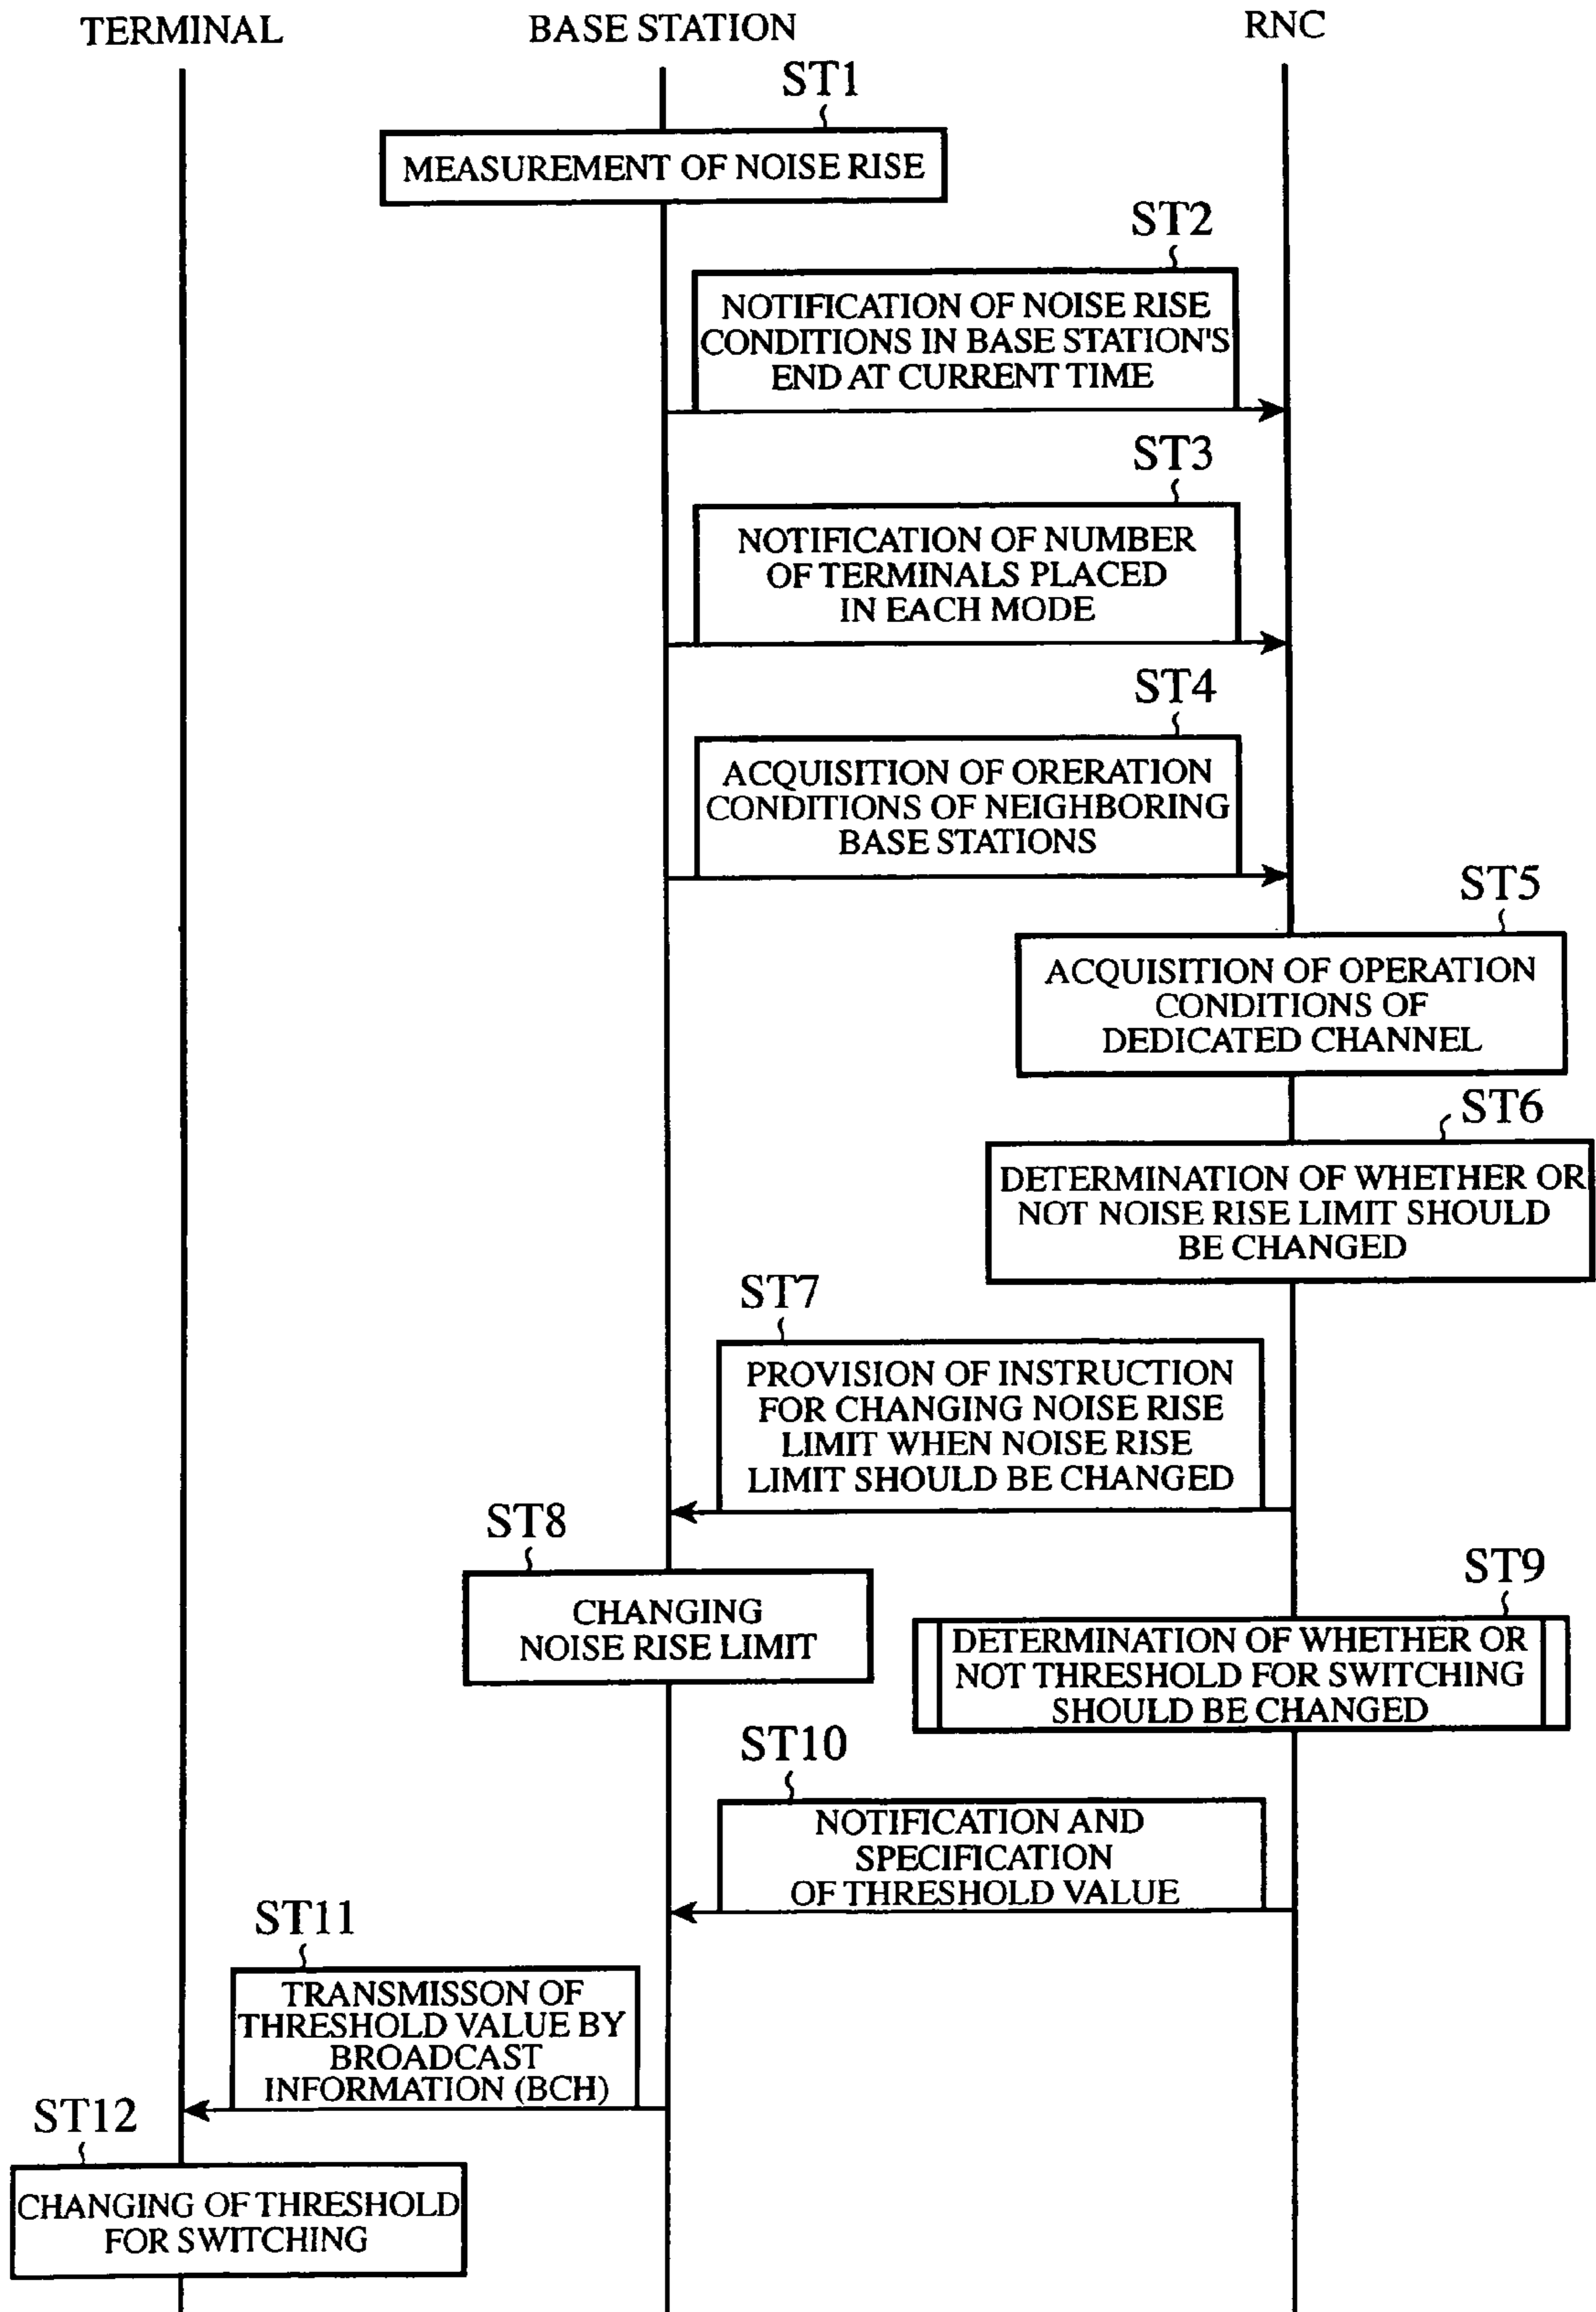 TERMINAL
BASE STATION
RNC
ST1
MEASUREMENT OF NOISE RISE
ST2
NOTIFICATION OF NOISE RISE
CONDITIONS IN BASE STATION'S
END AT CURRENT TIME
ST3
NOTIFICATION OF NUMBER
OF TERMINALS PLACED
IN EACH MODE
ST4
ACQUISITION OF ORERATION
CONDITIONS OF NEIGHBORING
BASE STATIONS
ST5
ACQUISITION OF OPERATION
CONDITIONS OF
DEDICATED CHANNEL
ST6
DETERMINATION OF WHETHER OR
NOT NOISE RISE LIMIT SHOULD
BE CHANGED
ST7
PROVISION OF INSTRUCTION
FOR CHANGING NOISE RISE
LIMIT WHEN NOISE RISE
LIMIT SHOULD BE CHANGED
ST8
CHANGING
NOISE RISE LIMIT
ST9
DETERMINATION OF WHETHER OR
NOT THRESHOLD FOR SWITCHING
SHOULD BE CHANGED
ST10
NOTIFICATION AND
SPECIFICATION
OF THRESHOLD VALUE
ST11
TRANSMISSON OF
THRESHOLD VALUE BY
BROADCAST
INFORMATION (BCH)
ST12
CHANGING OF THRESHOLD
FOR SWITCHING